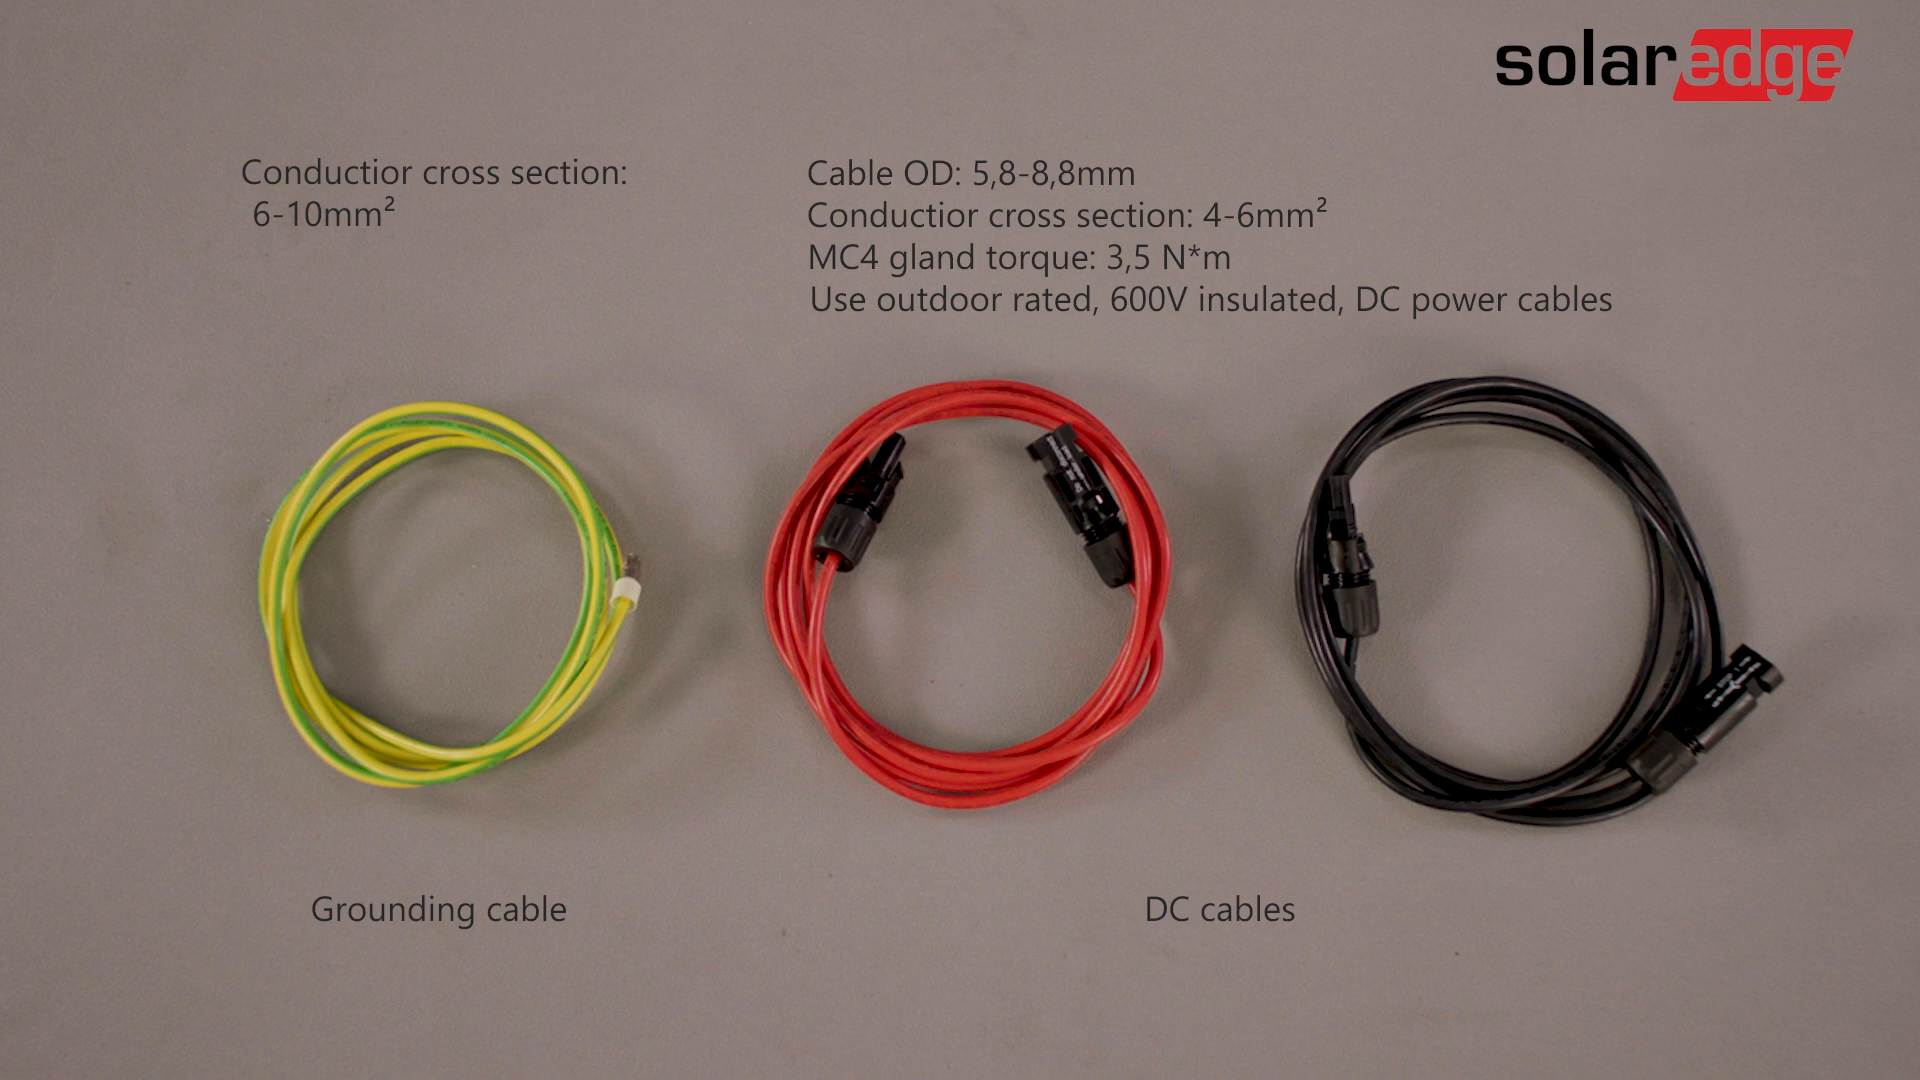 solaredge
Conductior cross section:
6-10mm²
Cable OD: 5,8-8,8mm
Conductior cross section: 4-6mm²
MC4 gland torque: 3,5 N*m
Use outdoor rated, 600V insulated, DC power cables
Grounding cable
DC cables